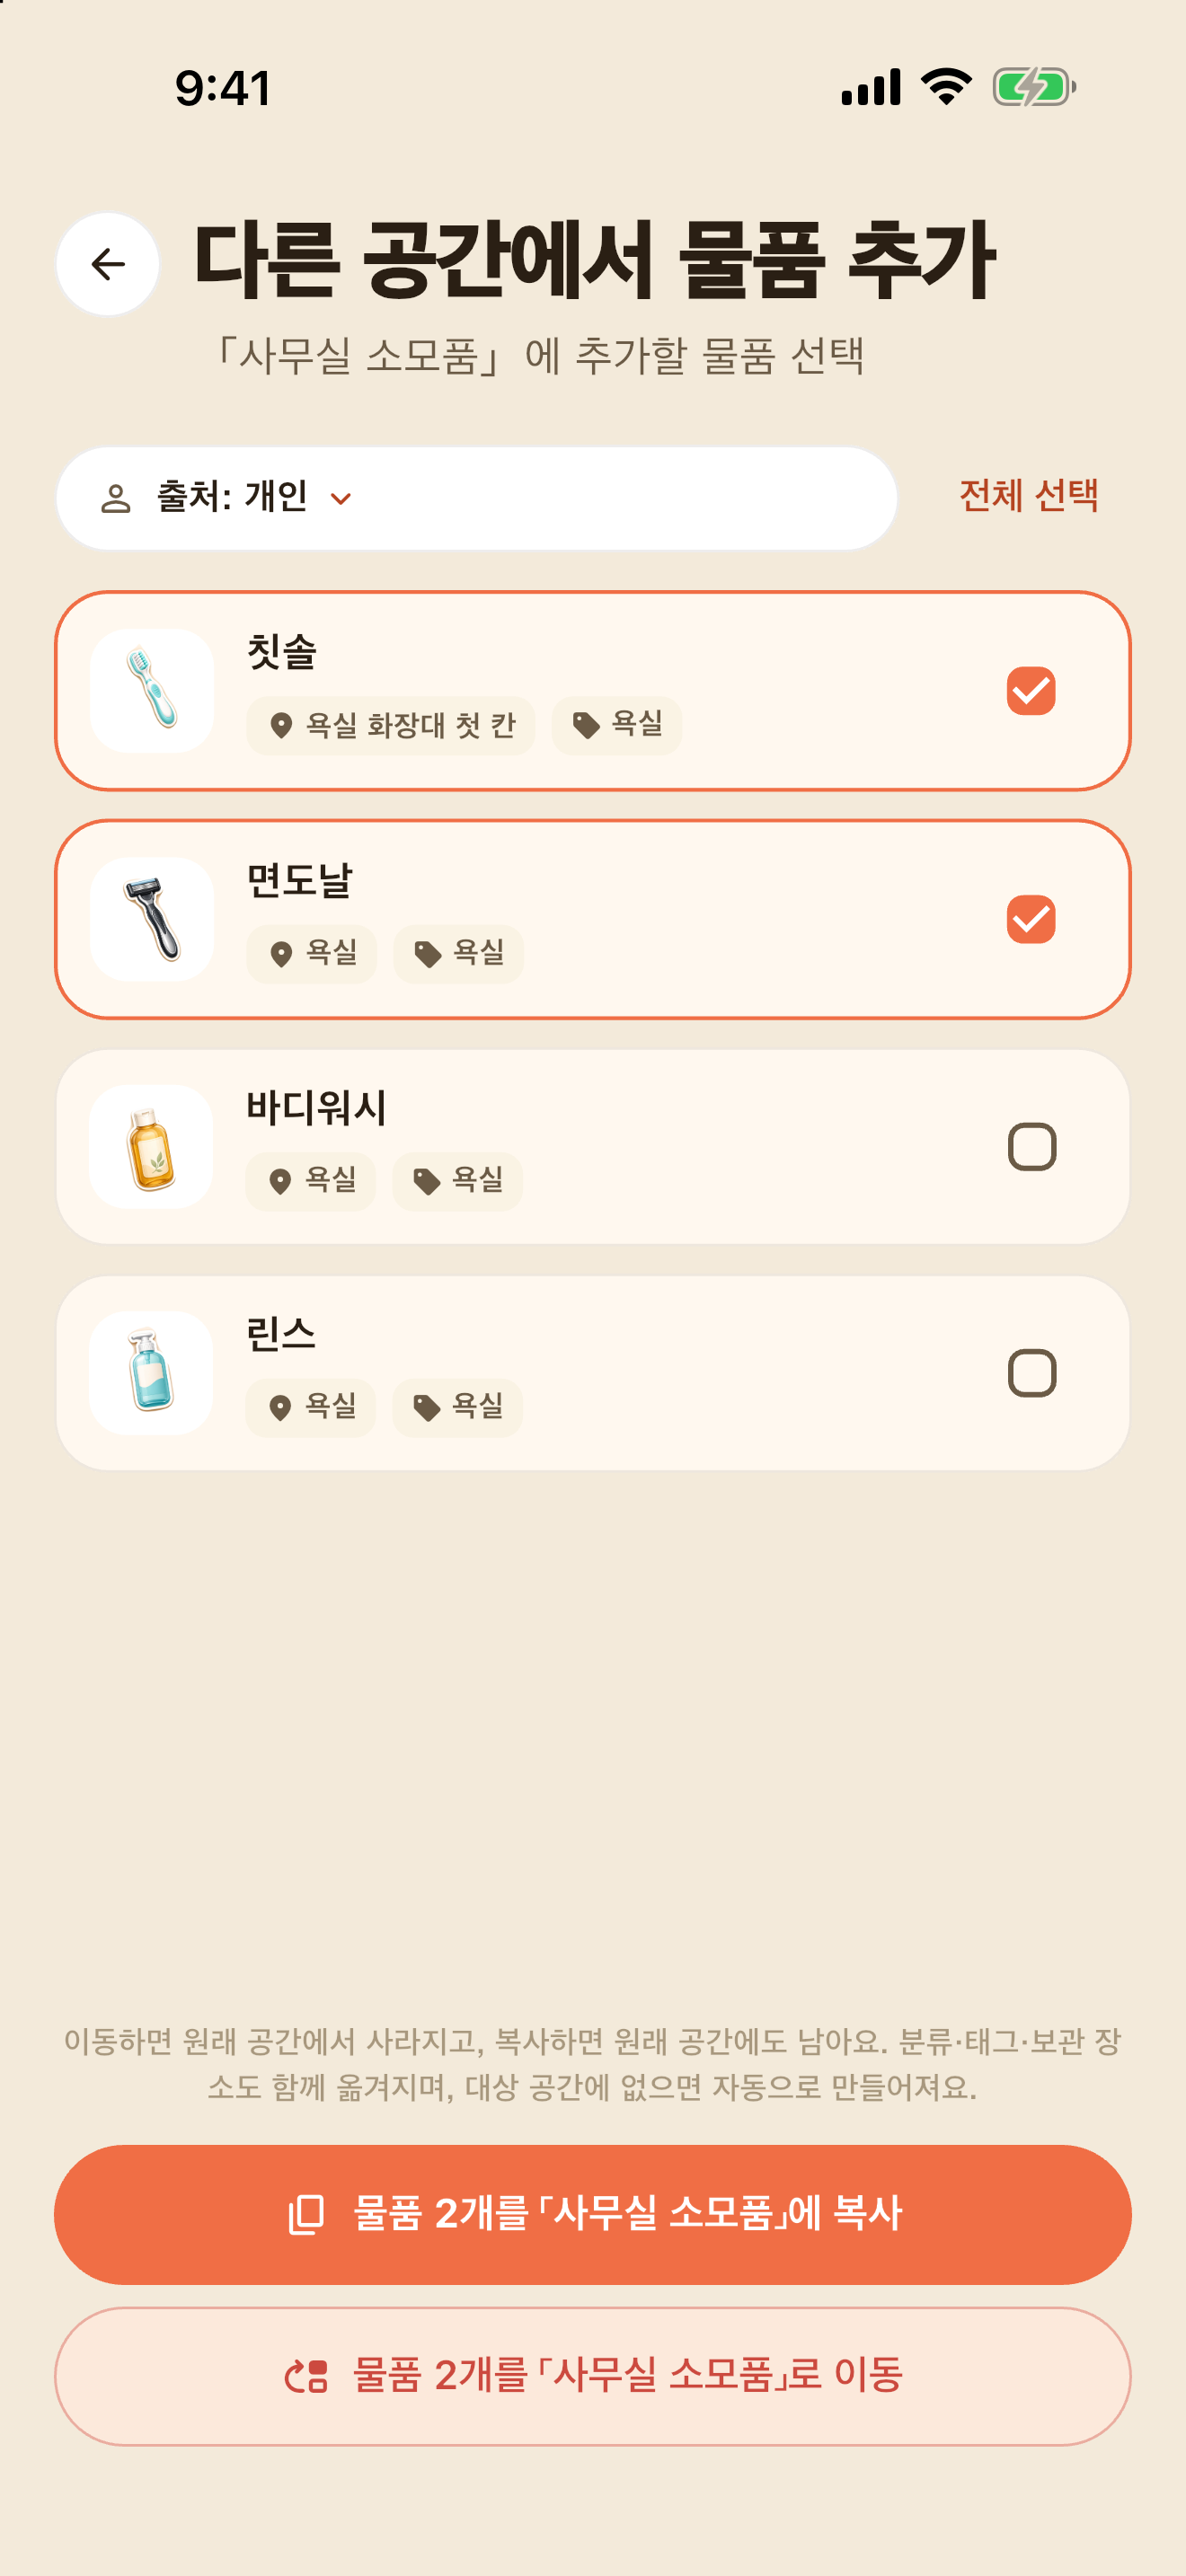 9:41
다른 공간에서 물품 추가
「사무실 소모품」에 추가할 물품 선택
출처: 개인
전체 선택
칫솔
욕실 화장대 첫 칸
욕실
면도날
욕실
욕실
바디워시
욕실
욕실
린스
욕실
욕실
이동하면 원래 공간에서 사라지고, 복사하면 원래 공간에도 남아요. 분류·태그·보관 장
소도 함께 옮겨지며, 대상 공간에 없으면 자동으로 만들어져요.
물품 2개를 「사무실 소모품」에 복사
물품 2개를 「사무실 소모품」로 이동